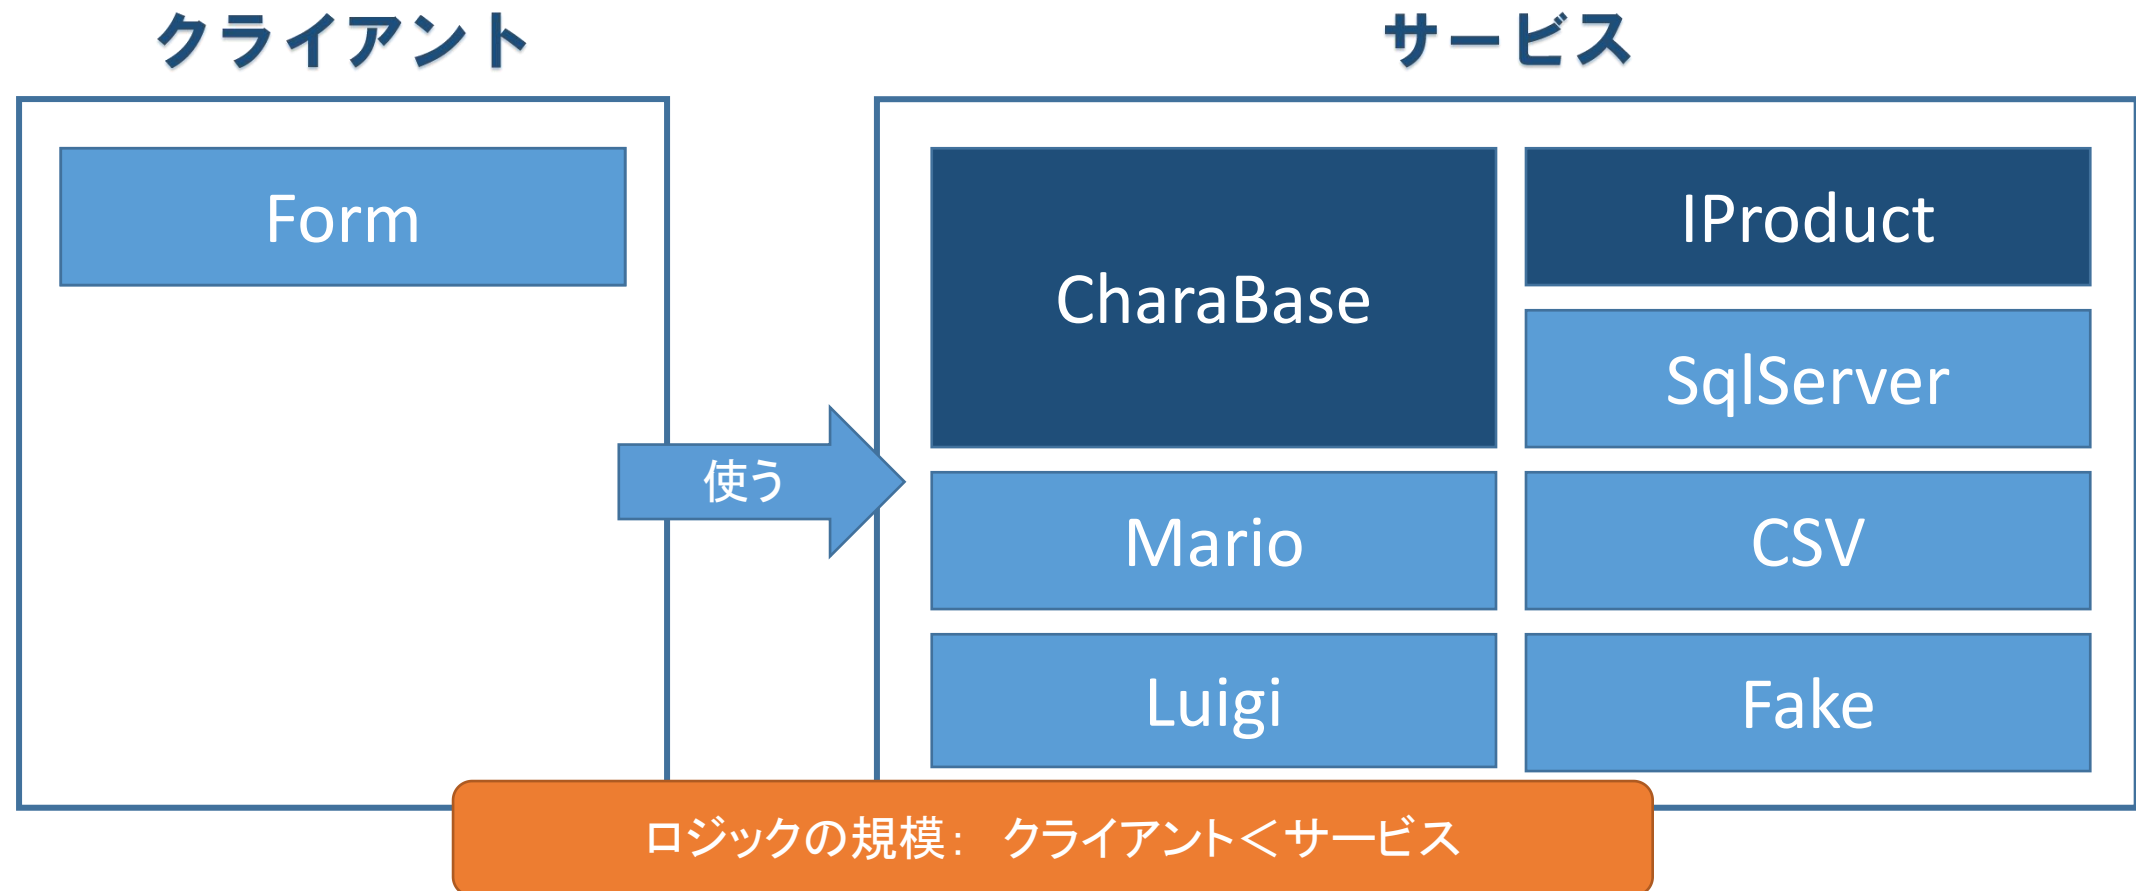 クライアント
サービス
Form
使う
CharaBase
Mario
Luigi
IProduct
SqlServer
CSV
Fake
ロジックの規模：　クライアント＜サービス